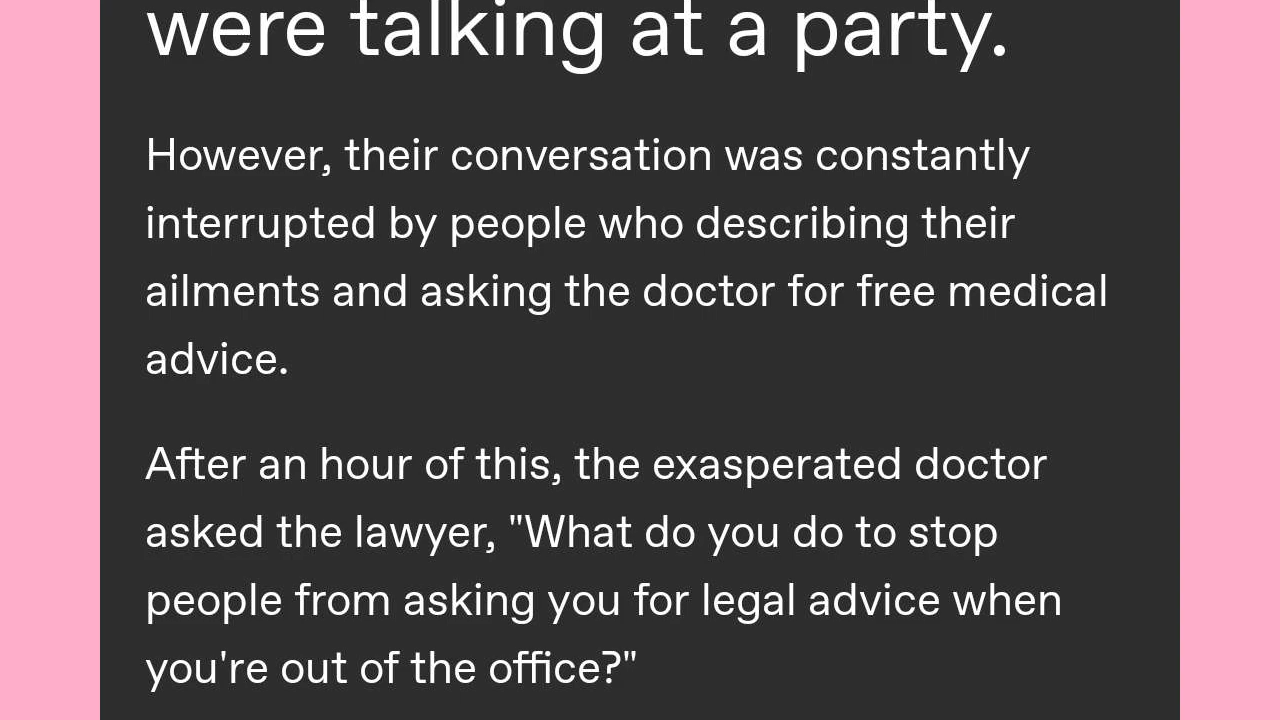 were talking at a party.
However, their conversation was constantly
interrupted by people who describing their
ailments and asking the doctor for free medical
advice.
After an hour of this, the exasperated doctor
asked the lawyer, "What do you do to stop
people from asking you for legal advice when
you're out of the office?"